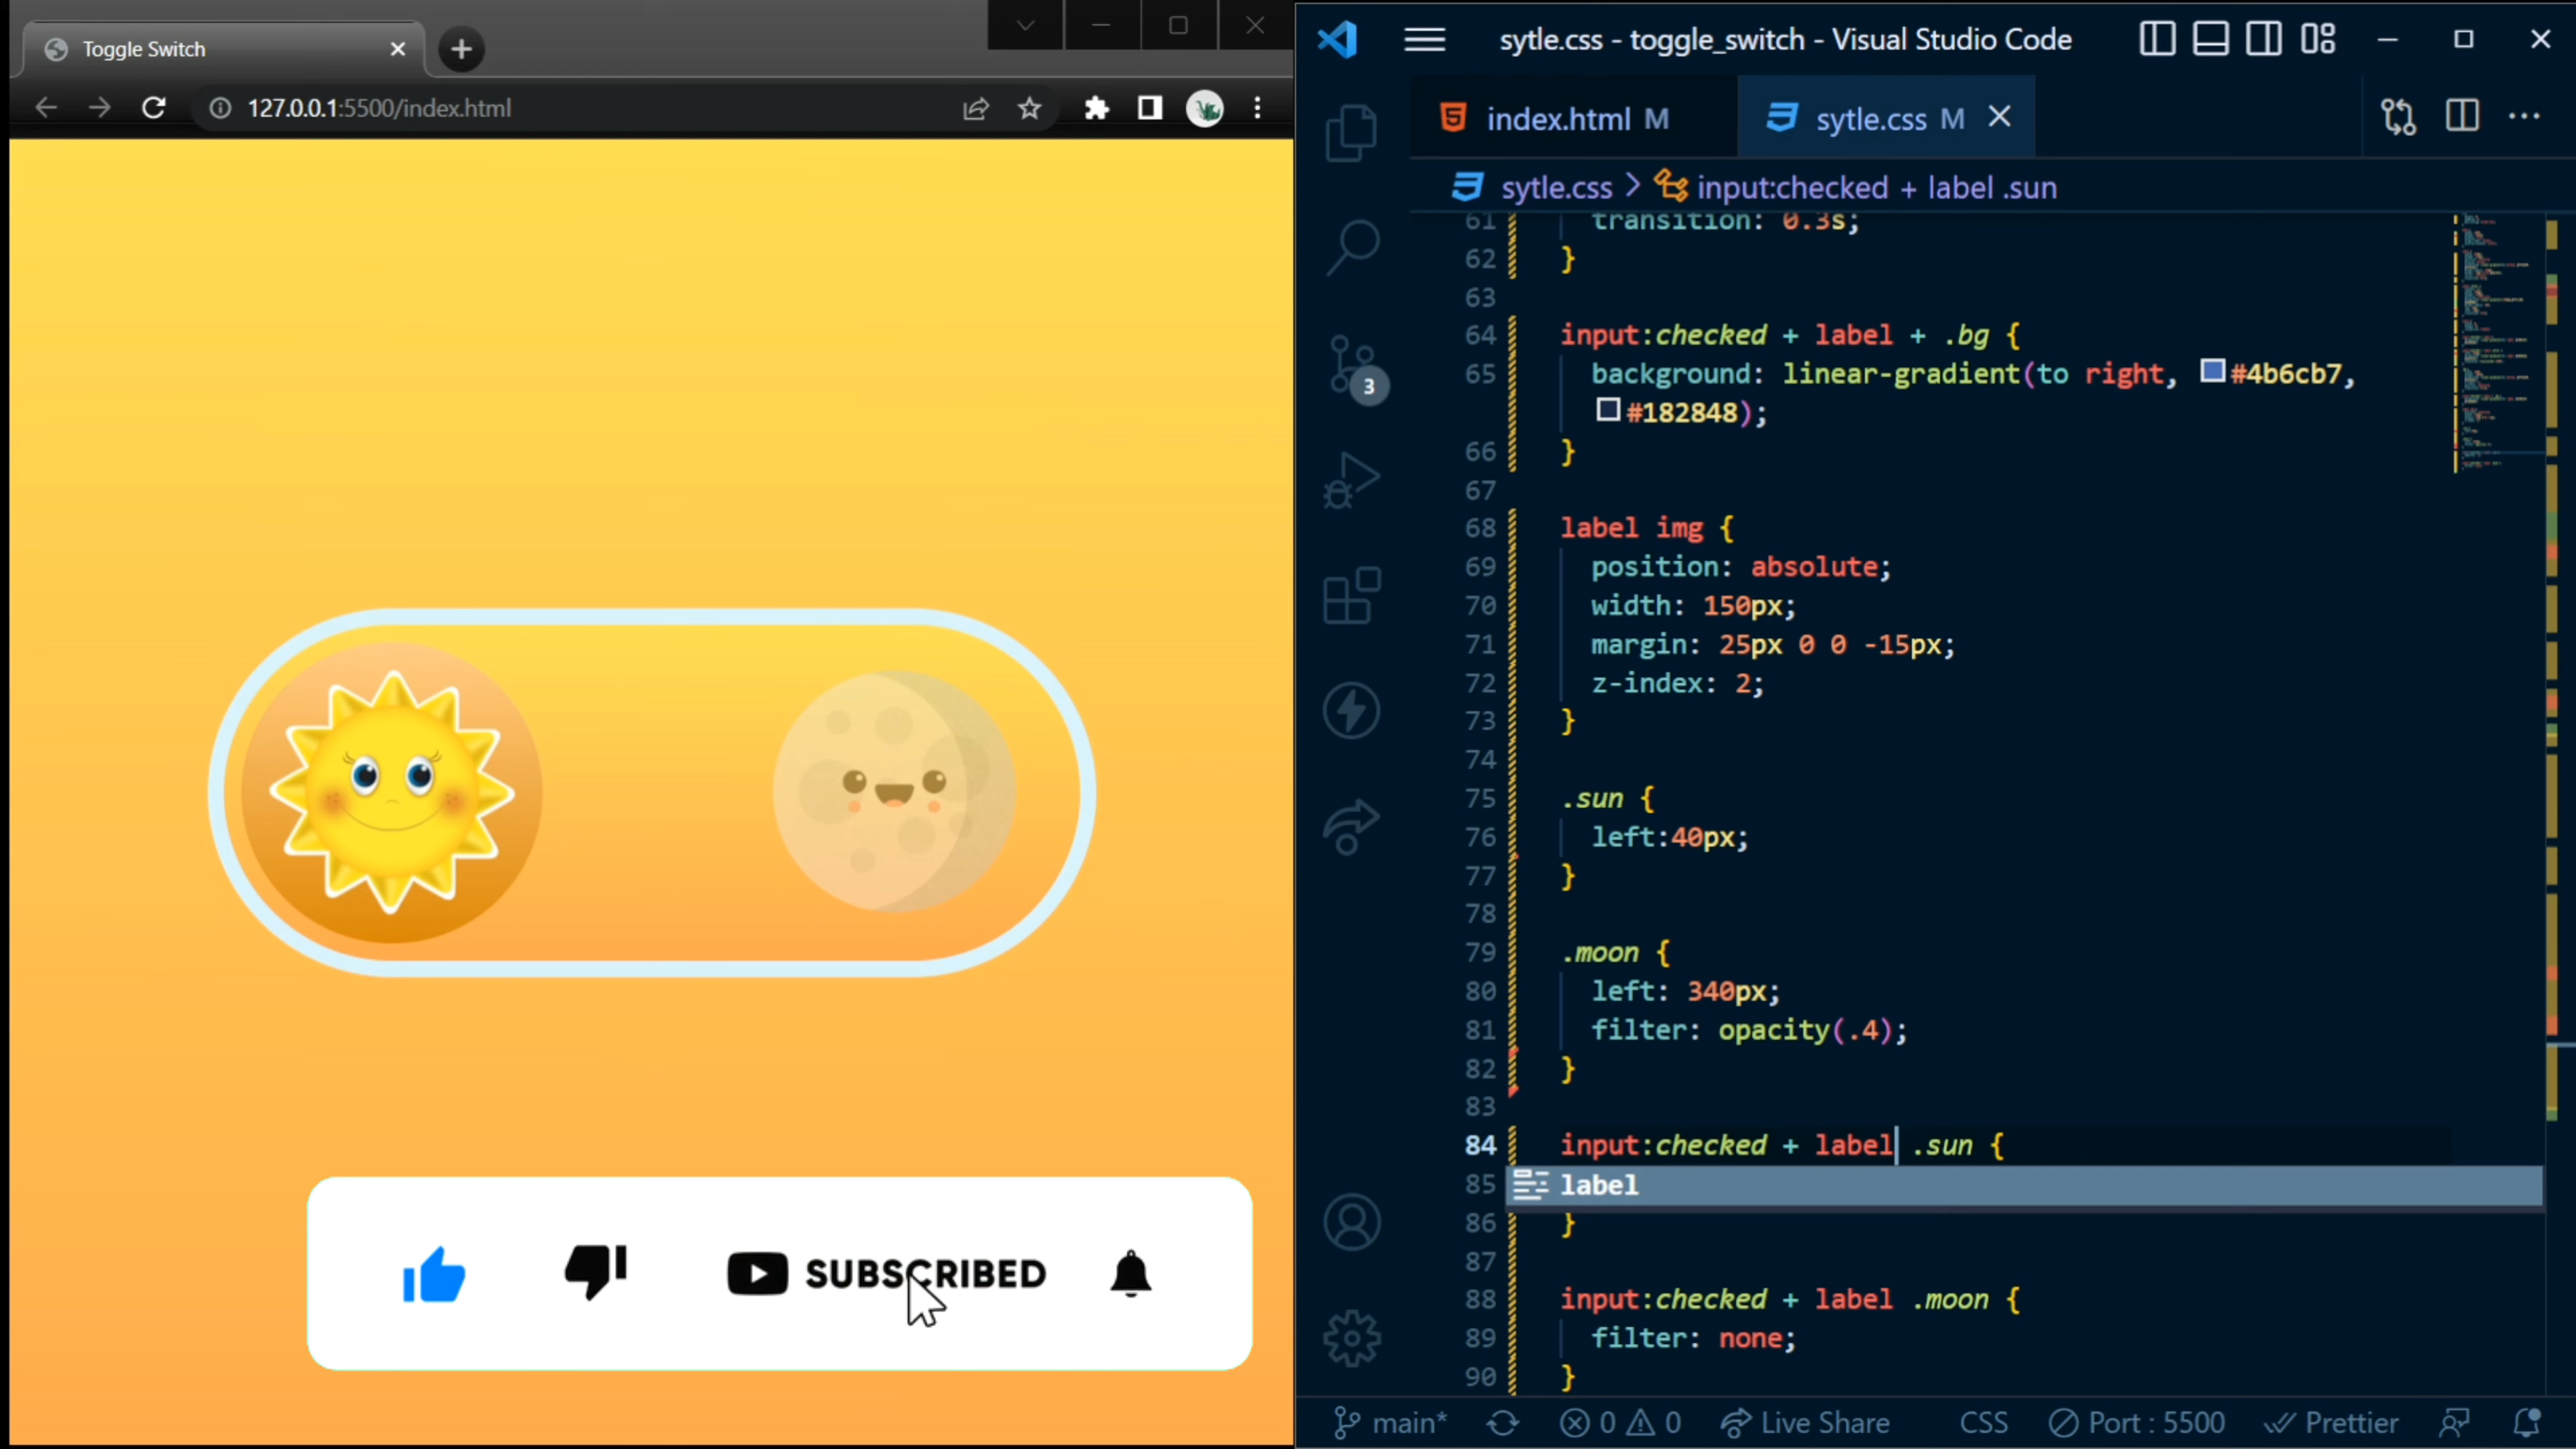 Toggle Switch
127.0.0.1:5500/index.html
SUBSCRIBED
sytle.css - toggle_switch - Visual Studio Code
index.html M
sytle.css M
sytle.css > input:checked + label .sun
3
61 transition: 0.3s;
62 }
63
64 input:checked + label + .bg {
65 background: linear-gradient(to right, #4b6cb7,
#182848);
66 }
67
68 label img {
69 position: absolute;
70 width: 150px;
71 margin: 25px 0 0 -15px;
72 z-index: 2;
73 }
74
75 .sun {
76 left:40px;
77 }
78
79 .moon {
80 left: 340px;
81 filter: opacity(.4);
82 }
83
84 input:checked + label .sun {
85 label
86 }
87
88 input:checked + label .moon {
89 filter: none;
90 }
main* 0 0 Live Share CSS Port : 5500 Prettier